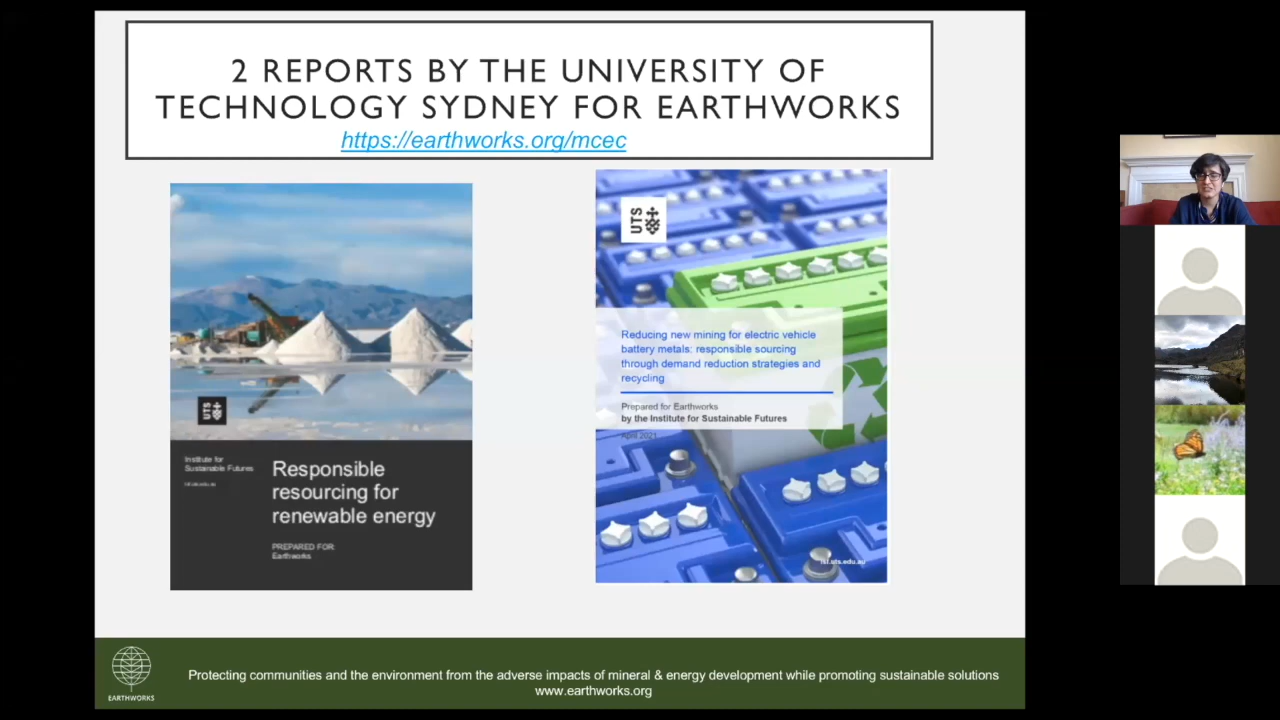 2 REPORTS BY THE UNIVERSITY OF
TECHNOLOGY SYDNEY FOR EARTHWORKS
https://earthworks.org/mcec
UTS
Institute for
Sustainable Futures
Responsible
resourcing for
renewable energy
PREPARED FOR
Earthworks
UTS
Reducing new mining for electric vehicle
battery metals: responsible sourcing
through demand reduction strategies and
recycling
Prepared for Earthworks
by the Institute for Sustainable Futures
April 2021
isf.uts.edu.au
EARTHWORKS
Protecting communities and the environment from the adverse impacts of mineral & energy development while promoting sustainable solutions
www.earthworks.org